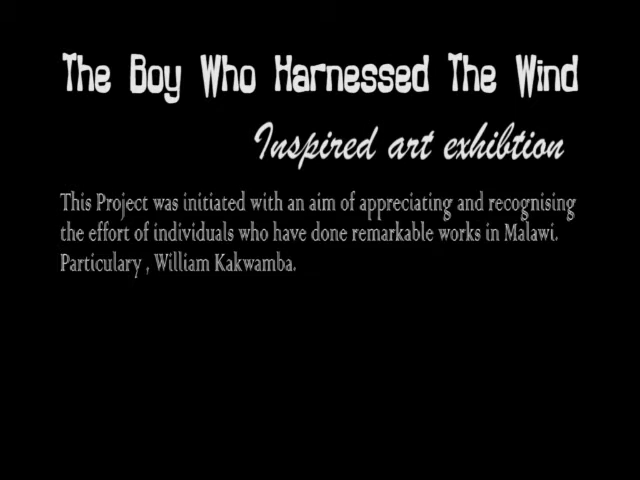 The Boy Who Harnessed The Wind
Inspired art exhibtion
This Project was initiated with an aim of appreciating and recognising
the effort of individuals who have done remarkable works in Malawi.
Particulary , William Kakwamba.